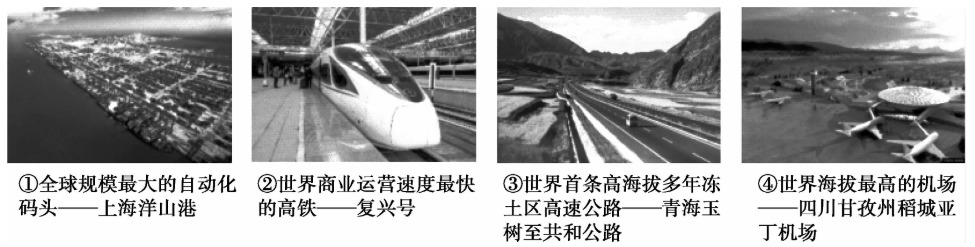 ①全球规模最大的自动化
码头——上海洋山港
②世界商业运营速度最快
的高铁——复兴号
③世界首条高海拔多年冻
土区高速公路——青海玉
树至共和公路
④世界海拔最高的机场
——四川甘孜州稻城亚
丁机场